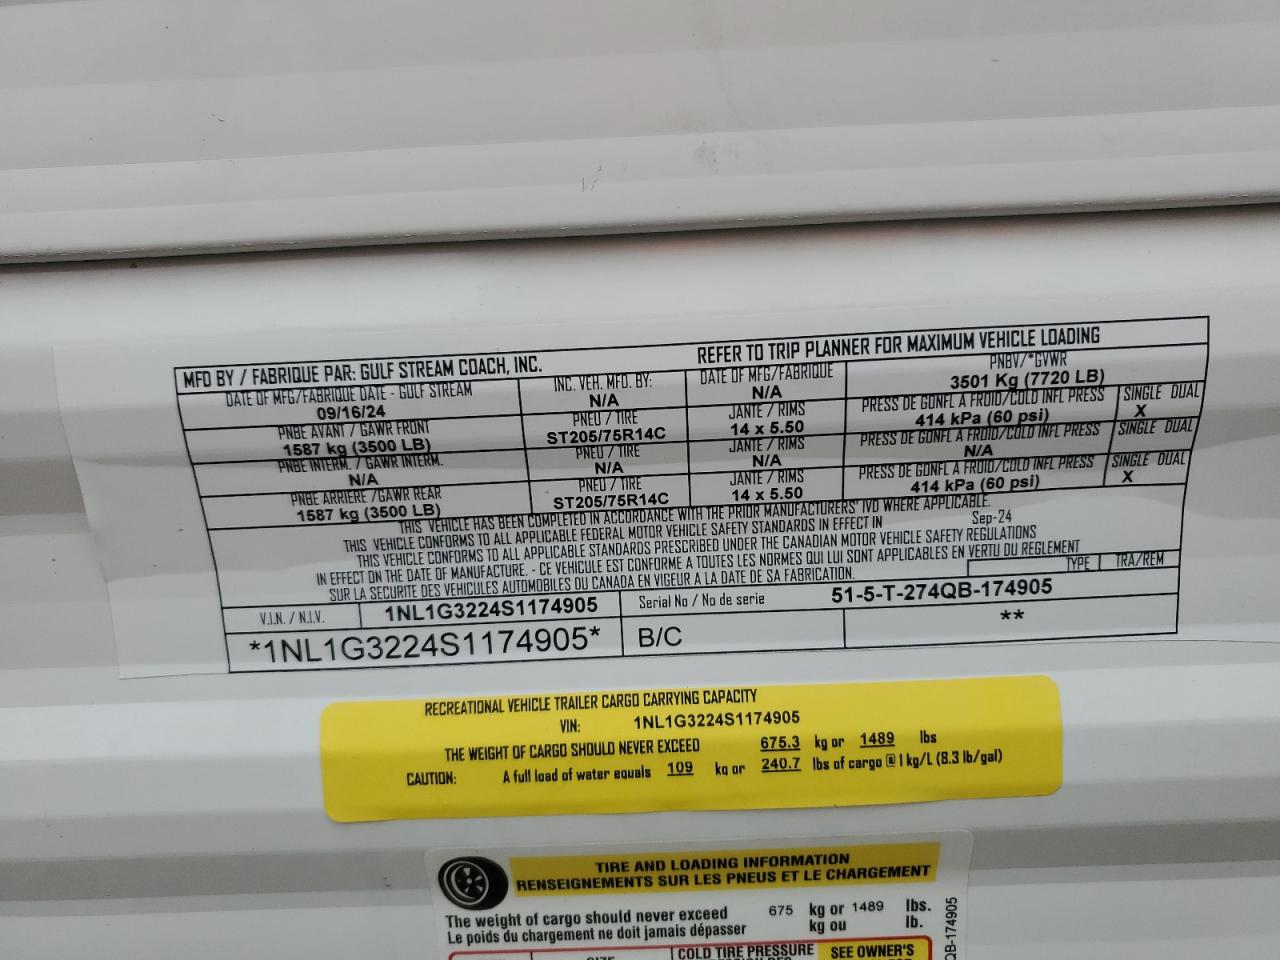 MFD BY / FABRIQUE PAR: GULF STREAM COACH, INC. REFER TO TRIP PLANNER FOR MAXIMUM VEHICLE LOADING
DATE OF MFG/FABRIQUE DATE - GULF STREAM INC. VEH. MFD. BY: DATE OF MFG/FABRIQUE PNBV/*GVWR
09/16/24 N/A N/A 3501 Kg (7720 LB)
PNBE AVANT / GAWR FRONT PNEU / TIRE JANTE / RIMS PRESS DE GONFL A FROID/COLD INFL PRESS SINGLE DUAL
1587 kg (3500 LB) ST205/75R14C 14 x 5.50 414 kPa (60 psi) X
PNBE INTERM. / GAWR INTERM. PNEU / TIRE JANTE / RIMS PRESS DE GONFL A FROID/COLD INFL PRESS SINGLE DUAL
N/A N/A N/A N/A
PNBE ARRIERE /GAWR REAR PNEU / TIRE JANTE / RIMS PRESS DE GONFL A FROID/COLD INFL PRESS SINGLE DUAL
1587 kg (3500 LB) ST205/75R14C 14 x 5.50 414 kPa (60 psi) X
THIS VEHICLE HAS BEEN COMPLETED IN ACCORDANCE WITH THE PRIOR MANUFACTURERS' IVD WHERE APPLICABLE.
THIS VEHICLE CONFORMS TO ALL APPLICABLE FEDERAL MOTOR VEHICLE SAFETY STANDARDS IN EFFECT IN Sep-24
THIS VEHICLE CONFORMS TO ALL APPLICABLE STANDARDS PRESCRIBED UNDER THE CANADIAN MOTOR VEHICLE SAFETY REGULATIONS
IN EFFECT ON THE DATE OF MANUFACTURE. - CE VEHICULE EST CONFORME A TOUTES LES NORMES QUI LUI SONT APPLICABLES EN VERTU DU REGLEMENT
SUR LA SECURITE DES VEHICULES AUTOMOBILES DU CANADA EN VIGEUR A LA DATE DE SA FABRICATION. TYPE TRA/REM
V.I.N. / N.I.V. 1NL1G3224S1174905 Serial No / No de serie 51-5-T-274QB-174905
*1NL1G3224S1174905* B/C **
RECREATIONAL VEHICLE TRAILER CARGO CARRYING CAPACITY
VIN: 1NL1G3224S1174905
THE WEIGHT OF CARGO SHOULD NEVER EXCEED 675.3 kg or 1489 lbs
CAUTION: A full load of water equals 109 kg or 240.7 lbs of cargo @ 1 kg/L (8.3 lb/gal)
TIRE AND LOADING INFORMATION
RENSEIGNEMENTS SUR LES PNEUS ET LE CHARGEMENT
The weight of cargo should never exceed 675 kg or 1489 lbs.
Le poids du chargement ne doit jamais dépasser kg ou lb.
COLD TIRE PRESSURE SEE OWNER'S
QB-174905